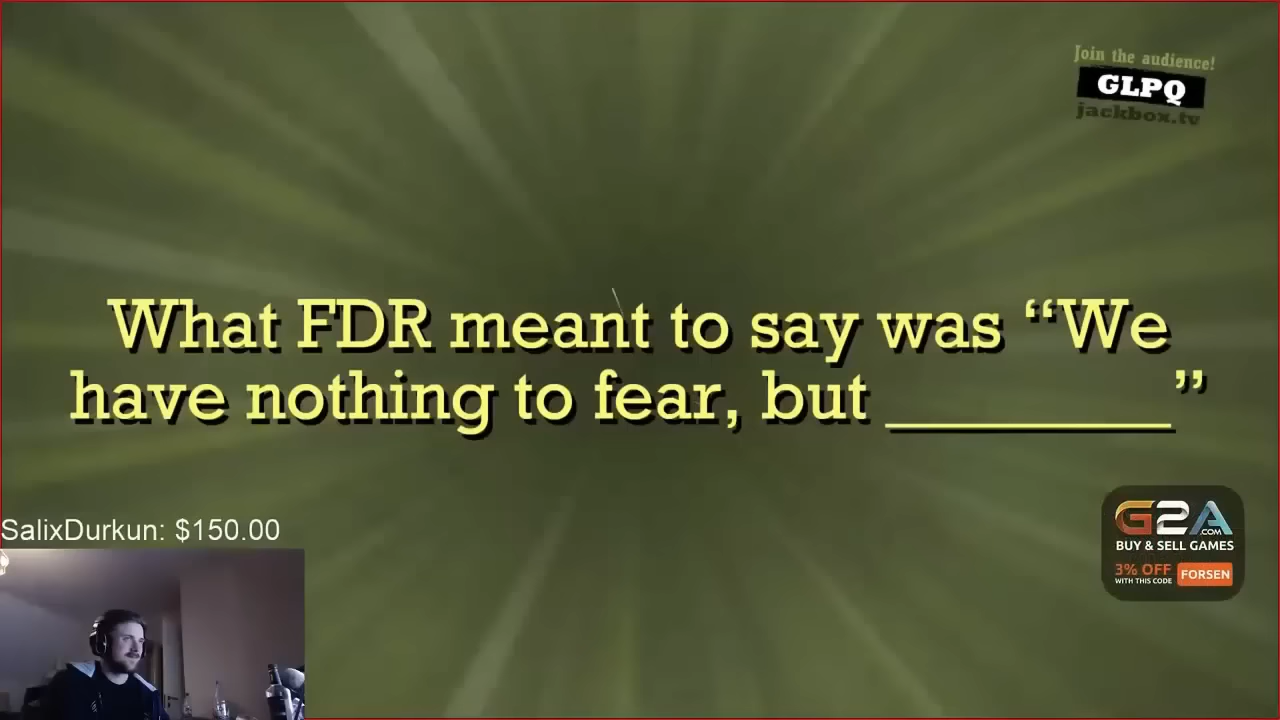 Join the audience!
GLPQ
jackbox.tv
What FDR meant to say was “We
have nothing to fear, but ________”
SalixDurkun: $150.00
G2A
.COM
BUY & SELL GAMES
3% OFF
WITH THIS CODE
FORSEN